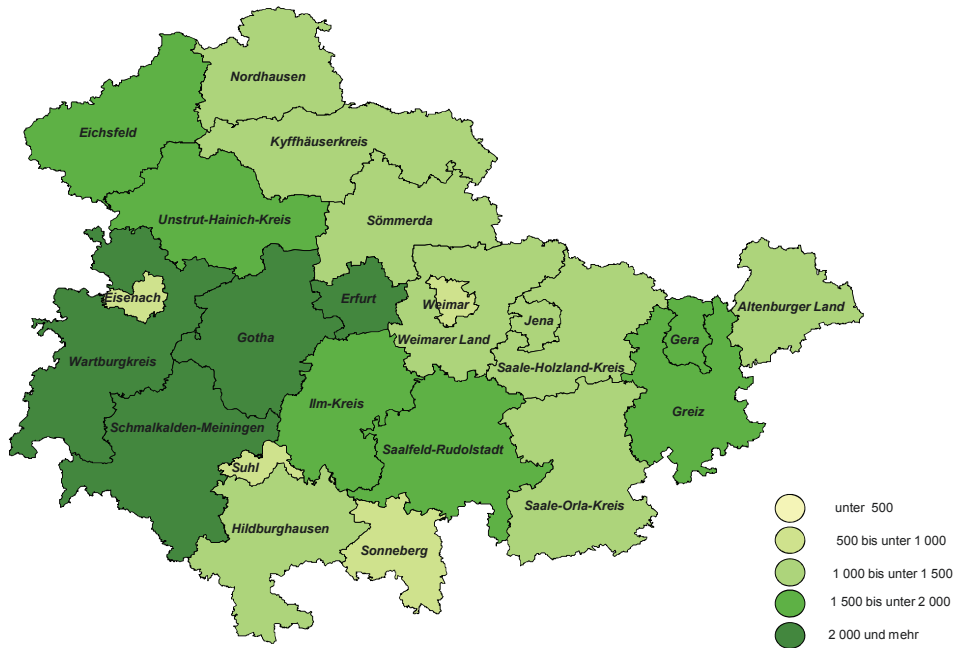 Nordhausen
Eichsfeld
Kyffhäuserkreis
Unstrut-Hainich-Kreis
Sömmerda
Eisenach
Erfurt
Weimar
Altenburger Land
Jena
Gotha
Weimarer Land
Gera
Wartburgkreis
Saale-Holzland-Kreis
Ilm-Kreis
Greiz
Schmalkalden-Meiningen
Saalfeld-Rudolstadt
Suhl
Saale-Orla-Kreis
Hildburghausen
Sonneberg
unter 500
500 bis unter 1 000
1 000 bis unter 1 500
1 500 bis unter 2 000
2 000 und mehr